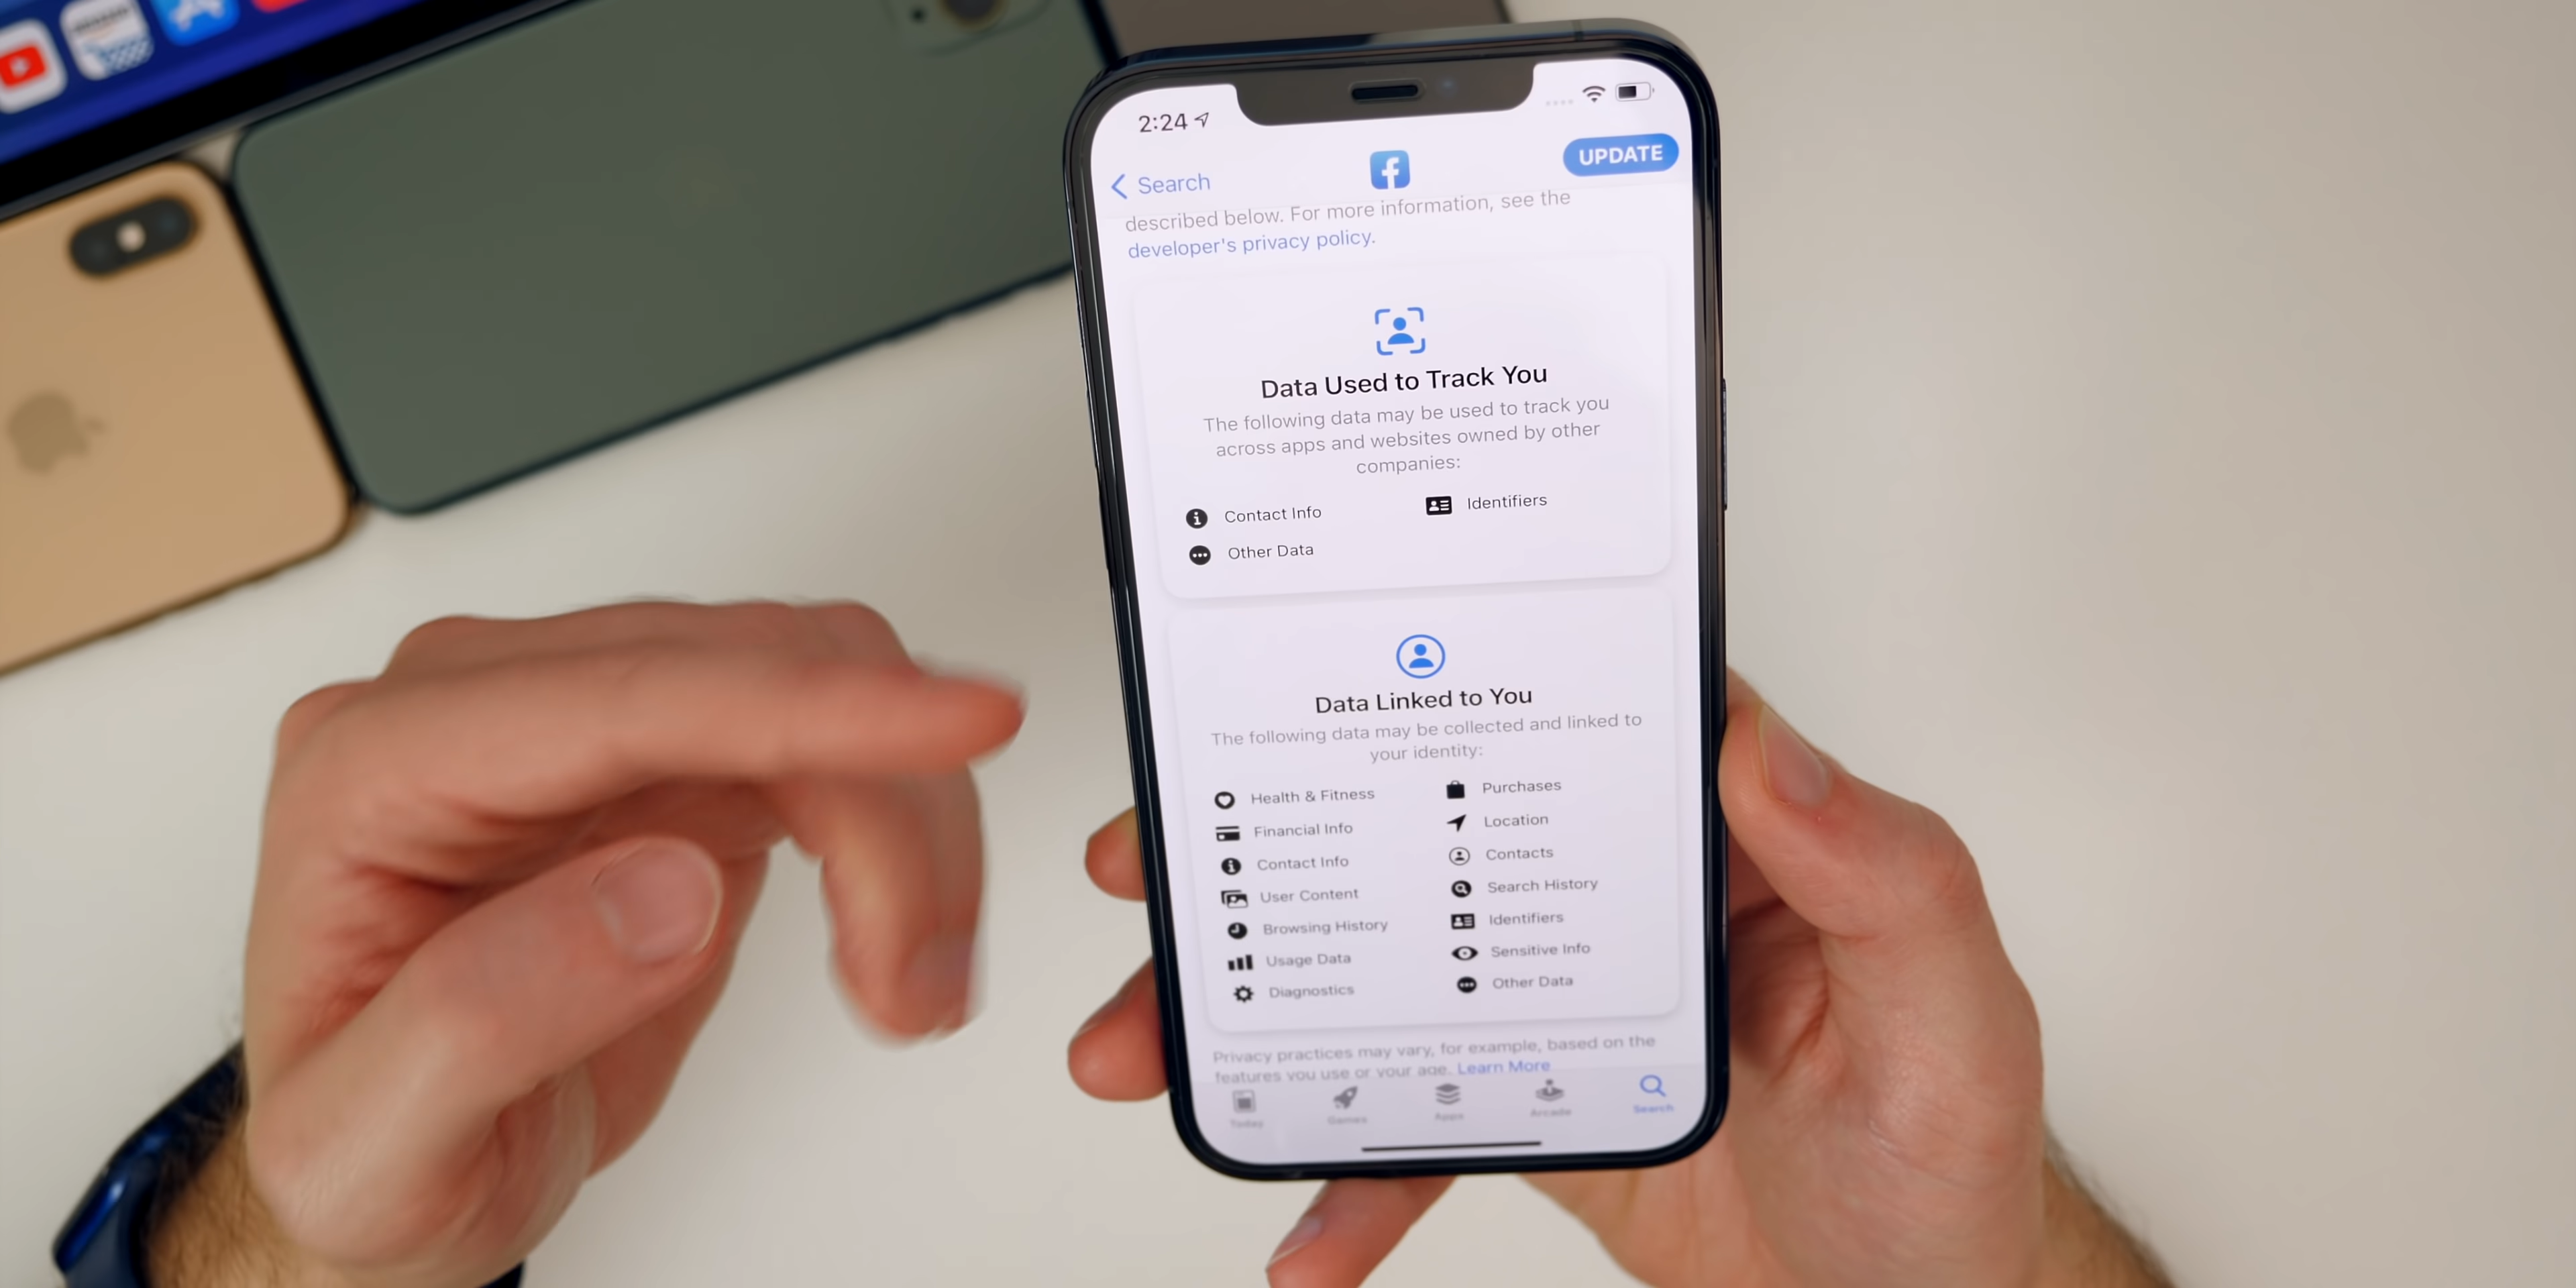 2:24
Search
UPDATE
described below. For more information, see the
developer's privacy policy.
Data Used to Track You
The following data may be used to track you
across apps and websites owned by other
companies:
Contact Info
Identifiers
Other Data
Data Linked to You
The following data may be collected and linked to
your identity:
Health & Fitness
Purchases
Financial Info
Location
Contact Info
Contacts
User Content
Search History
Browsing History
Identifiers
Usage Data
Sensitive Info
Diagnostics
Other Data
Privacy practices may vary, for example, based on the
features you use or your age. Learn More
Today
Games
Apps
Arcade
Search